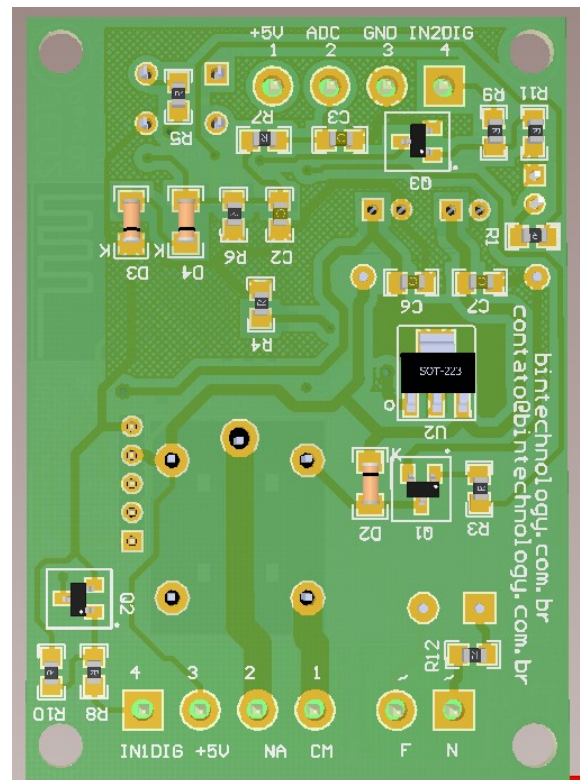 +5V ADC GND IN2DIG
1 2 3 4
R5
R7
C3
Q3
R9
R11
R1
K
D3
K
D4
R6
C2
R4
C6
C7
SOT-223
U2
bintechnology.com.br
contato@bintechnology.com.br
K
D2
Q1
R3
Q2
R12
R10
R8
4 3 2 1
~ ~
IN1DIG +5V NA CM F N